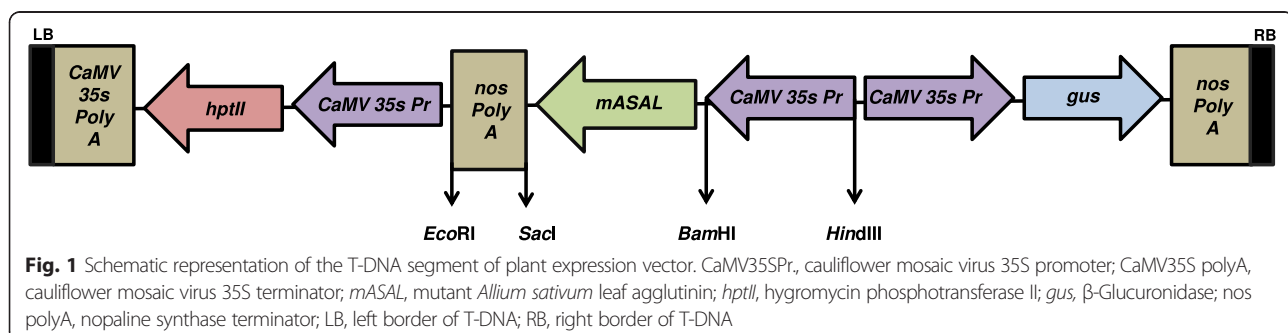 LB
RB
CaMV
35s
Poly
A
hptII
CaMV 35s Pr
nos
Poly
A
mASAL
CaMV 35s Pr
CaMV 35s Pr
gus
nos
Poly
A
EcoRI
SacI
BamHI
HindIII
Fig. 1 Schematic representation of the T-DNA segment of plant expression vector. CaMV35SPr., cauliflower mosaic virus 35S promoter; CaMV35S polyA,
cauliflower mosaic virus 35S terminator; mASAL, mutant Allium sativum leaf agglutinin; hptII, hygromycin phosphotransferase II; gus, β-Glucuronidase; nos
polyA, nopaline synthase terminator; LB, left border of T-DNA; RB, right border of T-DNA